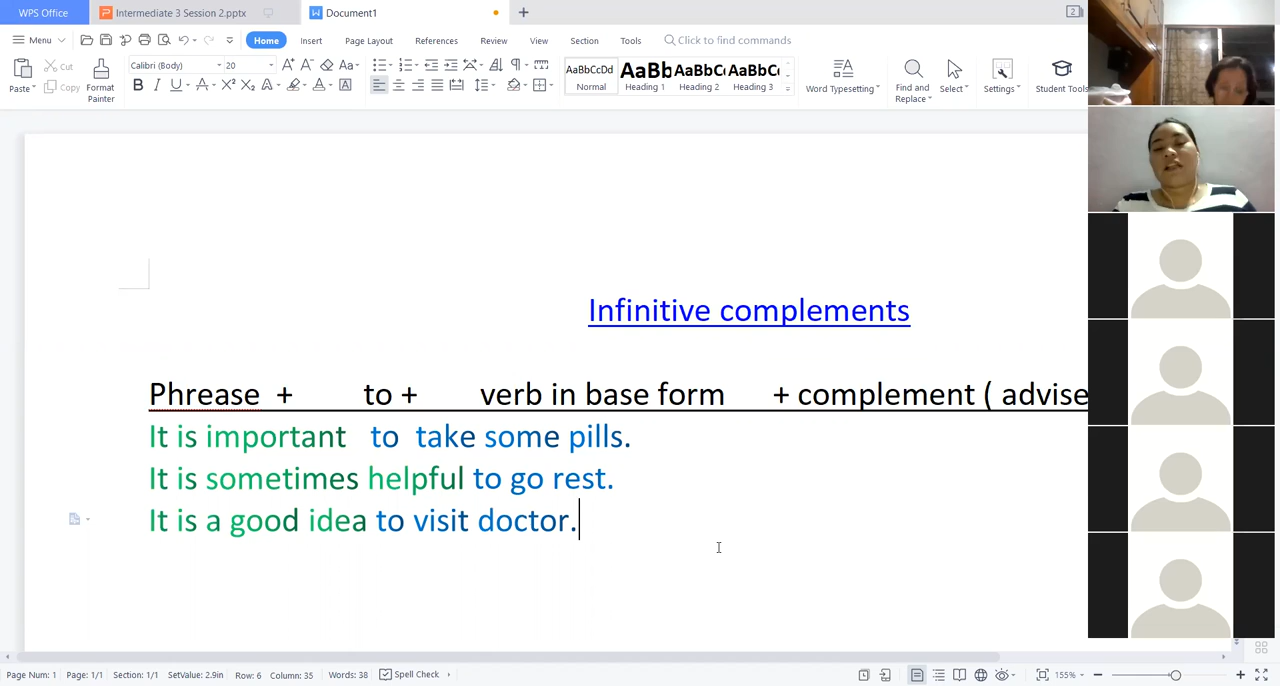 WPS Office Intermediate 3 Session 2.pptx Document1 + 2
Menu Home Insert Page Layout References Review View Section Tools Click to find commands
Paste Cut Copy Format Painter Calibri (Body) 20 AaBbCcDd Normal AaBb Heading 1 AaBbC Heading 2 AaBbC Heading 3 Word Typesetting Find and Replace Select Settings Student Tools
Infinitive complements
Phrease + to + verb in base form + complement ( advise
It is important to take some pills.
It is sometimes helpful to go rest.
It is a good idea to visit doctor.
Page Num: 1 Page: 1/1 Section: 1/1 SetValue: 2.9in Row: 6 Column: 35 Words: 38 Spell Check 155%